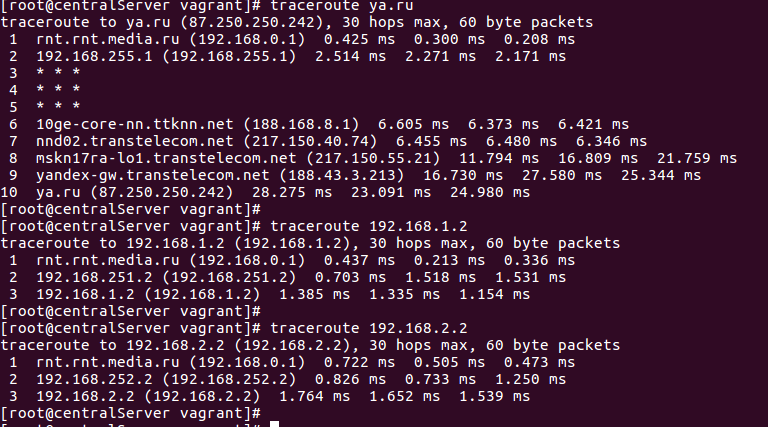 [root@centralServer vagrant]# traceroute ya.ru
traceroute to ya.ru (87.250.250.242), 30 hops max, 60 byte packets
 1  rnt.rnt.media.ru (192.168.0.1)  0.425 ms  0.300 ms  0.208 ms
 2  192.168.255.1 (192.168.255.1)  2.514 ms  2.271 ms  2.171 ms
 3  * * *
 4  * * *
 5  * * *
 6  10ge-core-nn.ttknn.net (188.168.8.1)  6.605 ms  6.373 ms  6.421 ms
 7  nnd02.transtelecom.net (217.150.40.74)  6.455 ms  6.480 ms  6.346 ms
 8  mskn17ra-lo1.transtelecom.net (217.150.55.21)  11.794 ms  16.809 ms  21.759 ms
 9  yandex-gw.transtelecom.net (188.43.3.213)  16.730 ms  27.580 ms  25.344 ms
10  ya.ru (87.250.250.242)  28.275 ms  23.091 ms  24.980 ms
[root@centralServer vagrant]#
[root@centralServer vagrant]# traceroute 192.168.1.2
traceroute to 192.168.1.2 (192.168.1.2), 30 hops max, 60 byte packets
 1  rnt.rnt.media.ru (192.168.0.1)  0.437 ms  0.213 ms  0.336 ms
 2  192.168.251.2 (192.168.251.2)  0.703 ms  1.518 ms  1.531 ms
 3  192.168.1.2 (192.168.1.2)  1.385 ms  1.335 ms  1.154 ms
[root@centralServer vagrant]#
[root@centralServer vagrant]# traceroute 192.168.2.2
traceroute to 192.168.2.2 (192.168.2.2), 30 hops max, 60 byte packets
 1  rnt.rnt.media.ru (192.168.0.1)  0.722 ms  0.505 ms  0.473 ms
 2  192.168.252.2 (192.168.252.2)  0.826 ms  0.733 ms  1.250 ms
 3  192.168.2.2 (192.168.2.2)  1.764 ms  1.652 ms  1.539 ms
[root@centralServer vagrant]#
[root@centralServer vagrant]#